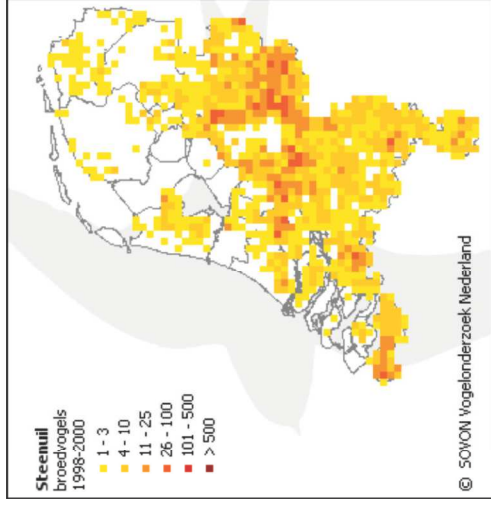 Steenuil
broedvogels
1998-2000
1 - 3
4 - 10
11 - 25
26 - 100
101 - 500
> 500
© SOVON Vogelonderzoek Nederland